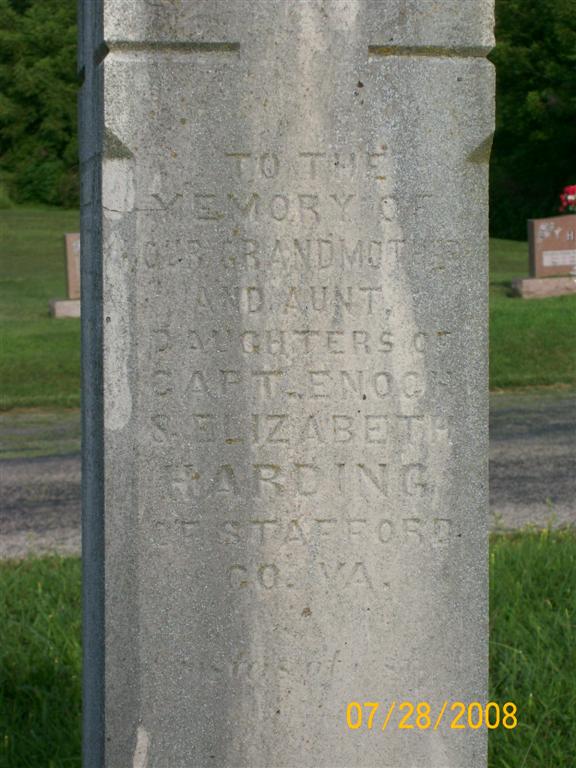 TO THE
MEMORY OF
OUR GRANDMOTHER
AND AUNT,
DAUGHTERS OF
CAPT. ENOCH
& ELIZABETH
HARDING
OF STAFFORD
CO. VA.
07/28/2008